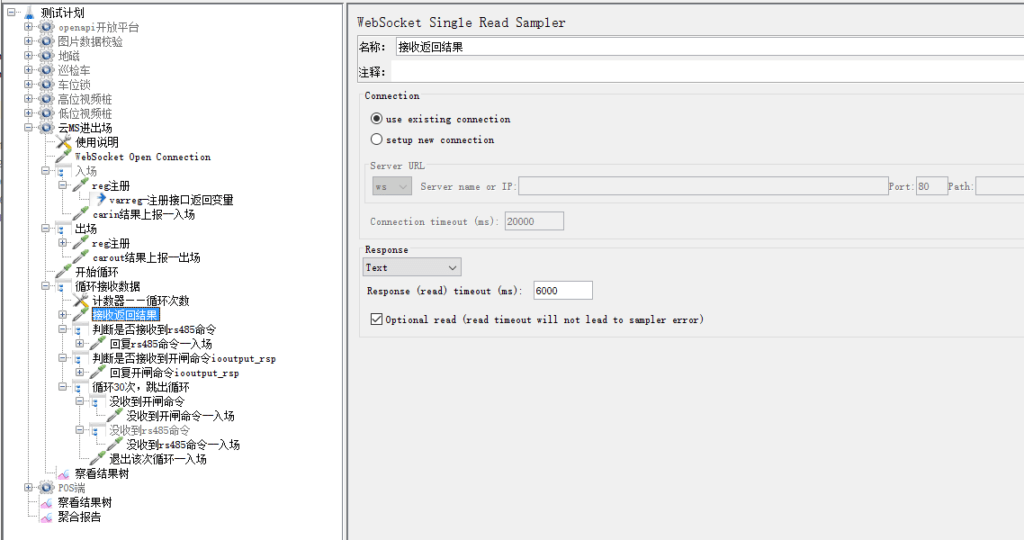 测试计划
openapi开放平台
图片数据校验
地磁
巡检车
车位锁
高位视频桩
低位视频桩
云MS进出场
使用说明
WebSocket Open Connection
入场
reg注册
varreg-注册接口返回变量
carin结果上报—入场
出场
reg注册
carout结果上报—出场
开始循环
循环接收数据
计数器——循环次数
接收返回结果
判断是否接收到rs485命令
回复rs485命令—入场
判断是否接收到开闸命令iooutput_rsp
回复开闸命令iooutput_rsp
循环30次，跳出循环
没收到开闸命令
没收到开闸命令—入场
没收到rs485命令
没收到rs485命令—入场
退出该次循环—入场
察看结果树
POS端
察看结果树
聚合报告
WebSocket Single Read Sampler
名称： 接收返回结果
注释：
Connection
use existing connection
setup new connection
Server URL
ws Server name or IP: Port: 80 Path:
Connection timeout (ms): 20000
Response
Text
Response (read) timeout (ms): 6000
Optional read (read timeout will not lead to sampler error)